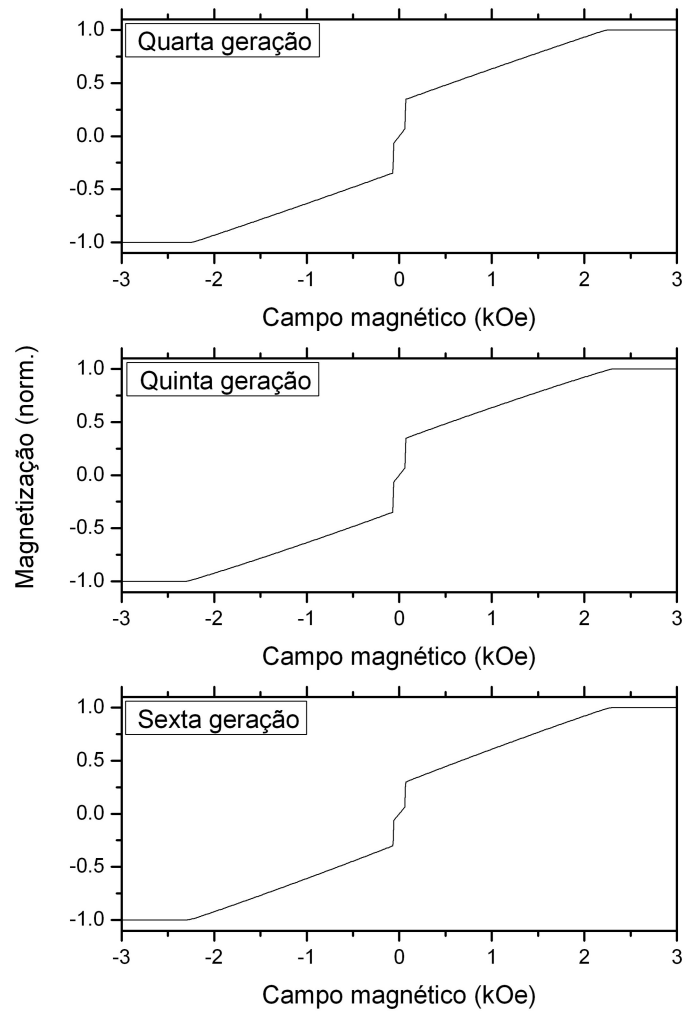 Magnetização (norm.)
Quarta geração
1.0
0.5
0.0
-0.5
-1.0
-3 -2 -1 0 1 2 3
Campo magnético (kOe)
Quinta geração
1.0
0.5
0.0
-0.5
-1.0
-3 -2 -1 0 1 2 3
Campo magnético (kOe)
Sexta geração
1.0
0.5
0.0
-0.5
-1.0
-3 -2 -1 0 1 2 3
Campo magnético (kOe)